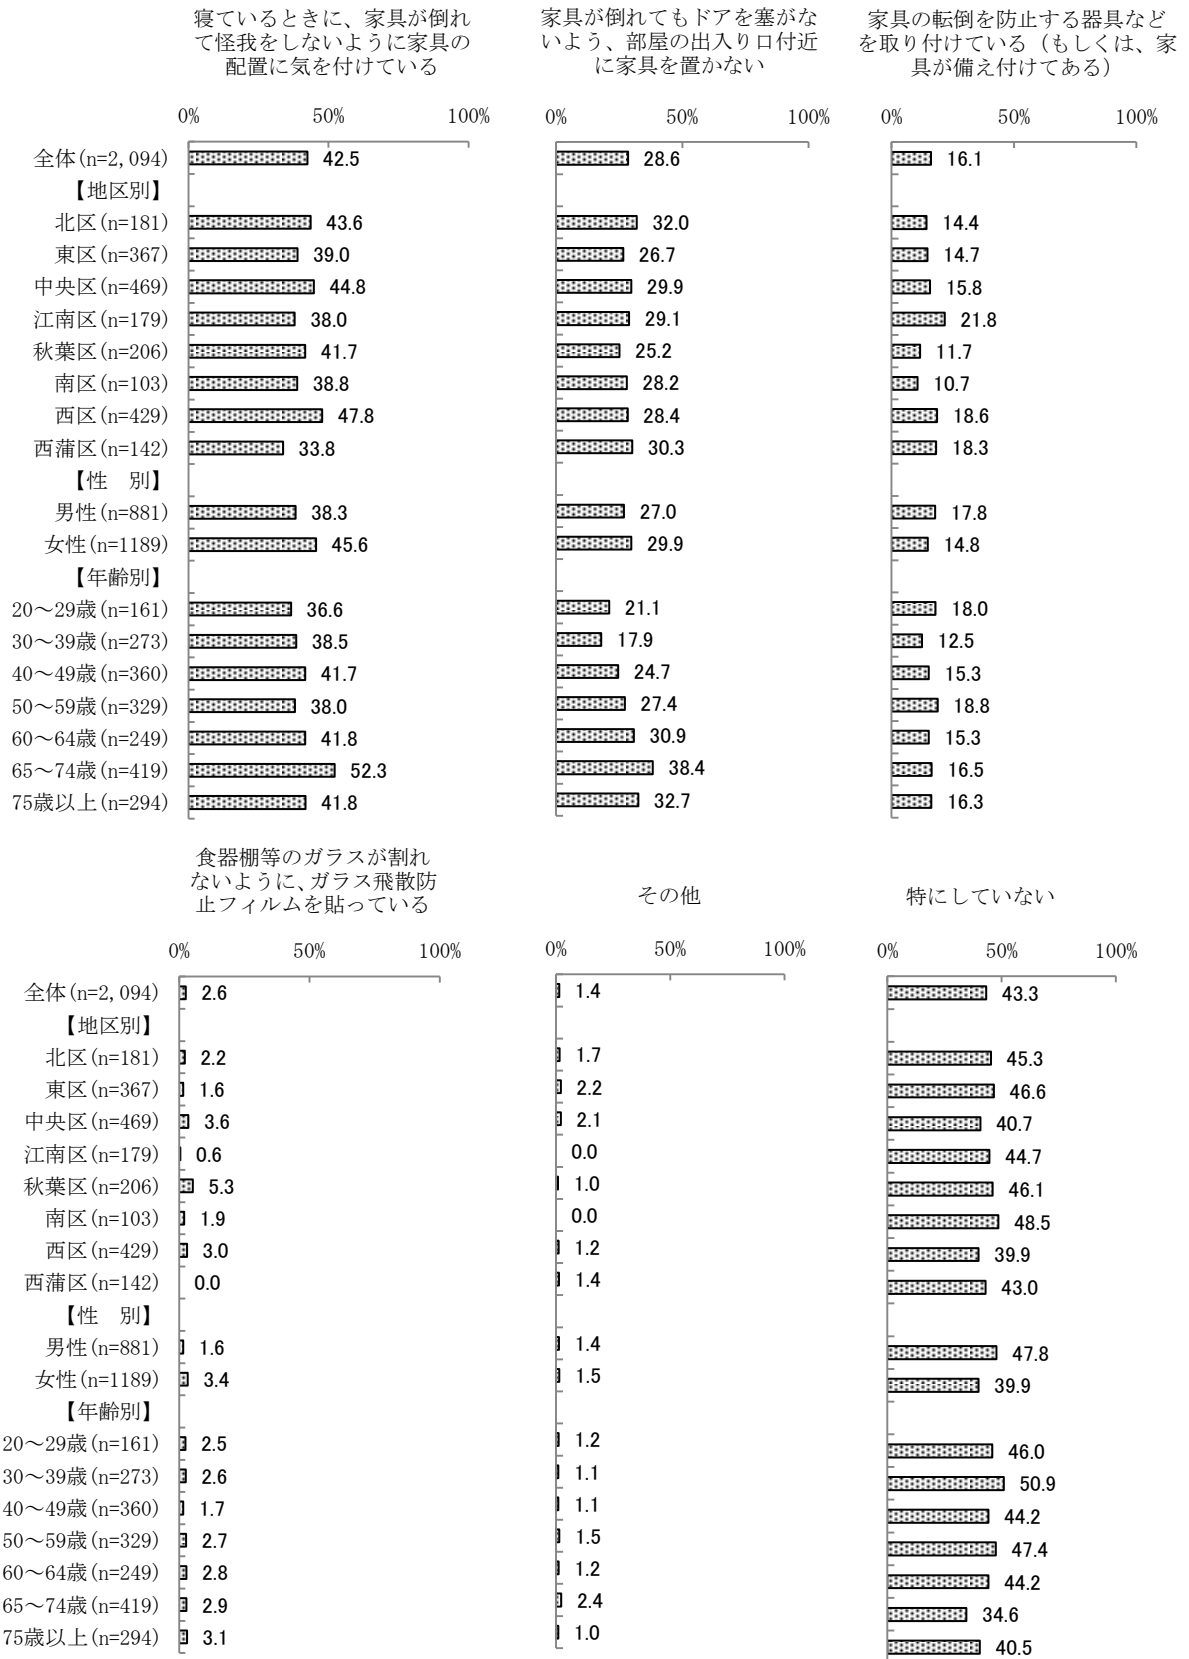 寝ているときに、家具が倒れ
て怪我をしないように家具の
配置に気を付けている
家具が倒れてもドアを塞がな
いよう、部屋の出入り口付近
に家具を置かない
家具の転倒を防止する器具など
を取り付けている（もしくは、家
具が備え付けてある）
0% 50% 100% 0% 50% 100% 0% 50% 100%
全体(n=2,094) 42.5 28.6 16.1
【地区別】
北区(n=181) 43.6 32.0 14.4
東区(n=367) 39.0 26.7 14.7
中央区(n=469) 44.8 29.9 15.8
江南区(n=179) 38.0 29.1 21.8
秋葉区(n=206) 41.7 25.2 11.7
南区(n=103) 38.8 28.2 10.7
西区(n=429) 47.8 28.4 18.6
西蒲区(n=142) 33.8 30.3 18.3
【性　別】
男性(n=881) 38.3 27.0 17.8
女性(n=1189) 45.6 29.9 14.8
【年齢別】
20～29歳(n=161) 36.6 21.1 18.0
30～39歳(n=273) 38.5 17.9 12.5
40～49歳(n=360) 41.7 24.7 15.3
50～59歳(n=329) 38.0 27.4 18.8
60～64歳(n=249) 41.8 30.9 15.3
65～74歳(n=419) 52.3 38.4 16.5
75歳以上(n=294) 41.8 32.7 16.3
食器棚等のガラスが割れ
ないように、ガラス飛散防
止フィルムを貼っている
その他
特にしていない
0% 50% 100% 0% 50% 100% 0% 50% 100%
全体(n=2,094) 2.6 1.4 43.3
【地区別】
北区(n=181) 2.2 1.7 45.3
東区(n=367) 1.6 2.2 46.6
中央区(n=469) 3.6 2.1 40.7
江南区(n=179) 0.6 0.0 44.7
秋葉区(n=206) 5.3 1.0 46.1
南区(n=103) 1.9 0.0 48.5
西区(n=429) 3.0 1.2 39.9
西蒲区(n=142) 0.0 1.4 43.0
【性　別】
男性(n=881) 1.6 1.4 47.8
女性(n=1189) 3.4 1.5 39.9
【年齢別】
20～29歳(n=161) 2.5 1.2 46.0
30～39歳(n=273) 2.6 1.1 50.9
40～49歳(n=360) 1.7 1.1 44.2
50～59歳(n=329) 2.7 1.5 47.4
60～64歳(n=249) 2.8 1.2 44.2
65～74歳(n=419) 2.9 2.4 34.6
75歳以上(n=294) 3.1 1.0 40.5